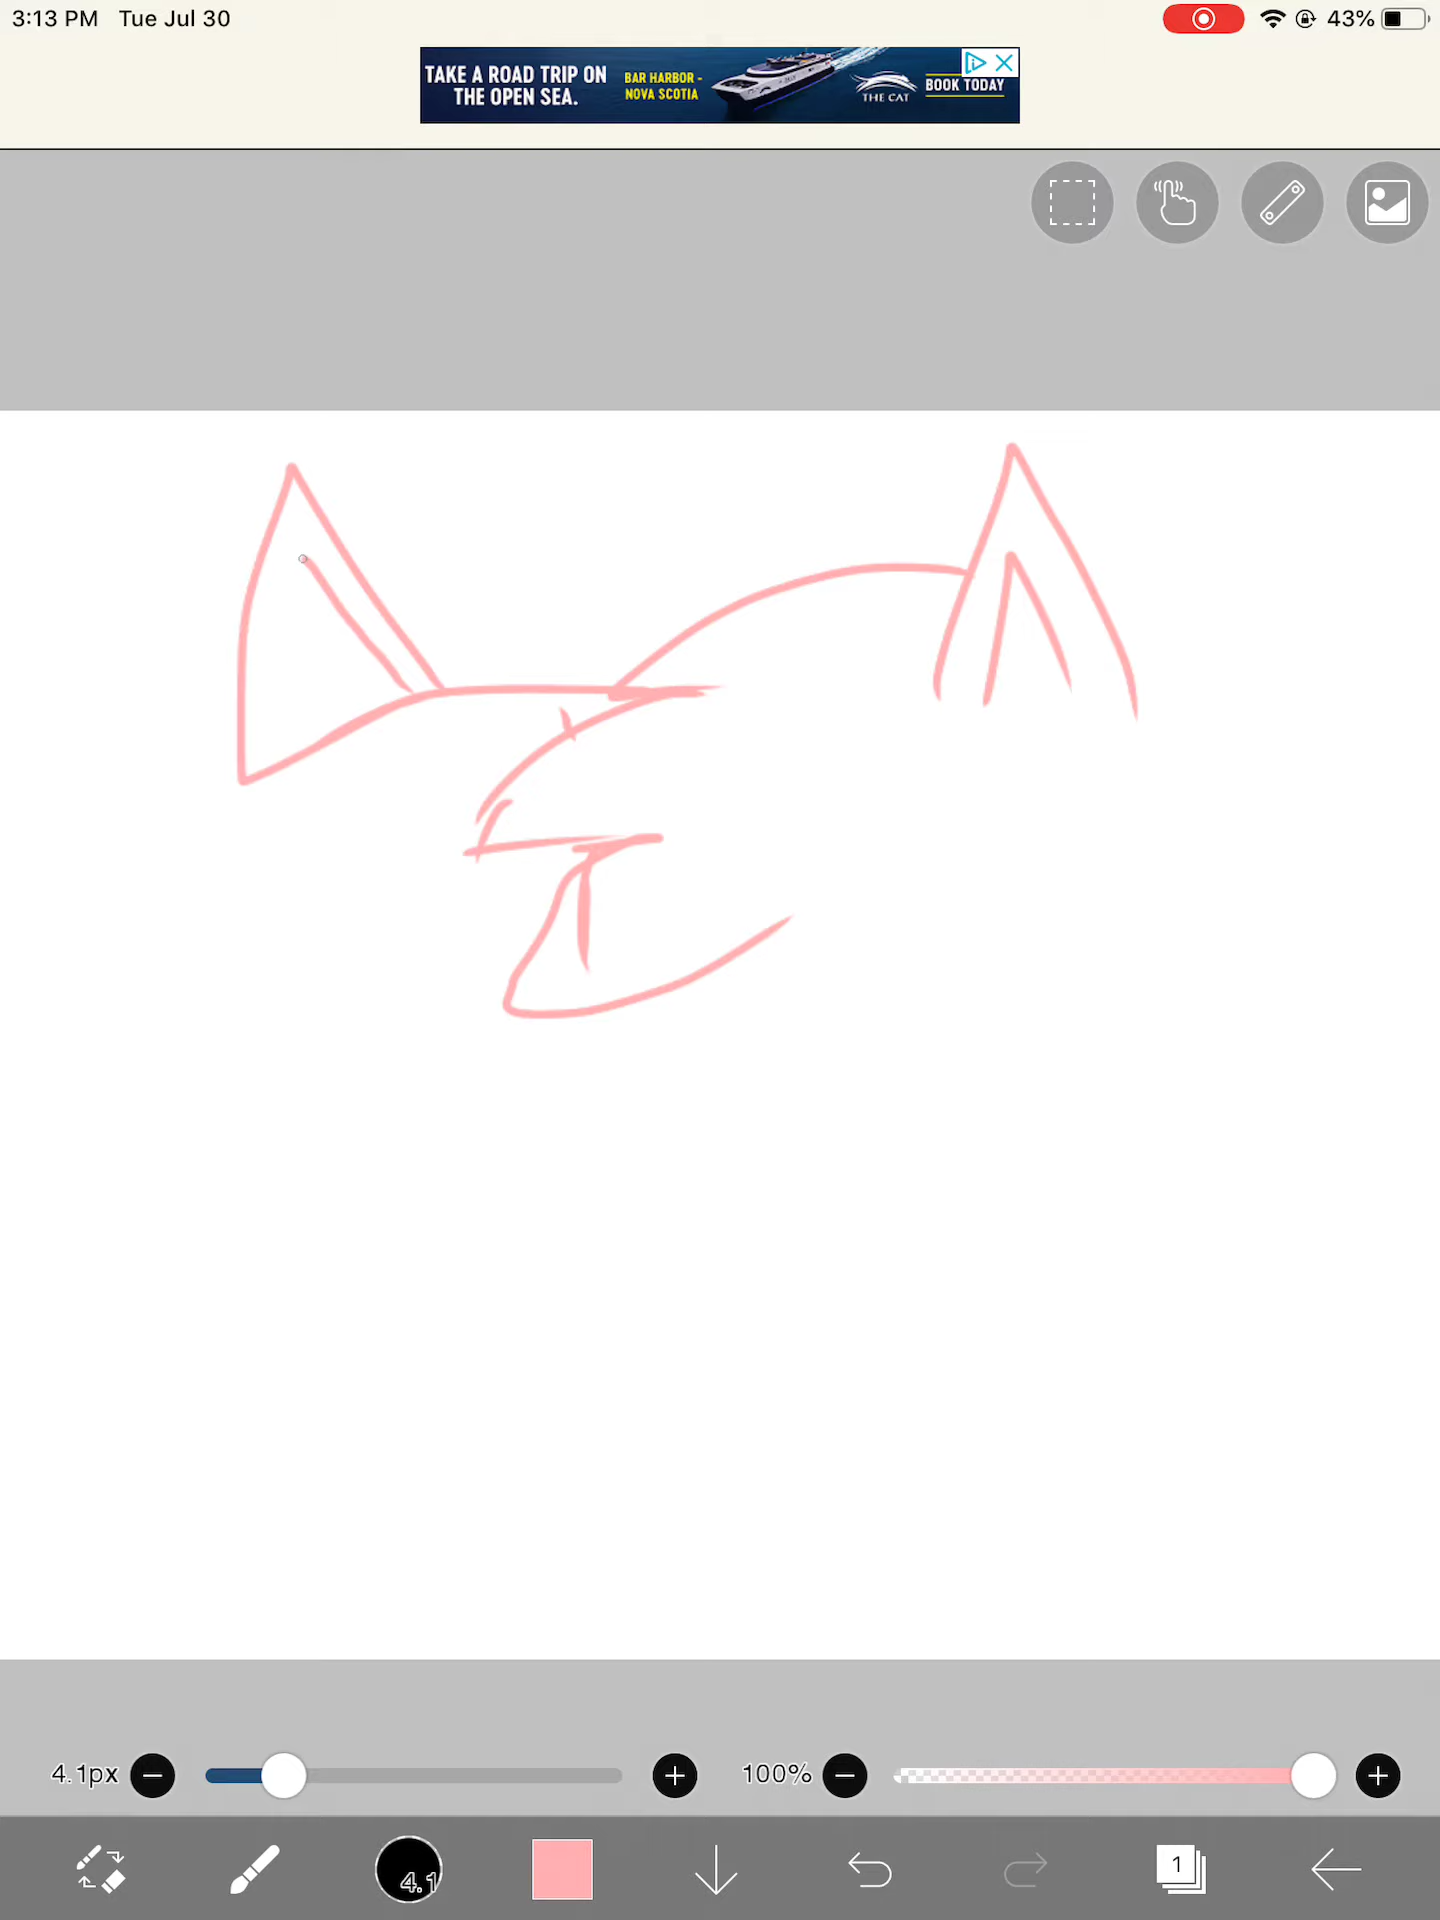 3:13 PM Tue Jul 30
43%
TAKE A ROAD TRIP ON
THE OPEN SEA.
BAR HARBOR -
NOVA SCOTIA
THE CAT
BOOK TODAY
4.1px
100%
4.1
1